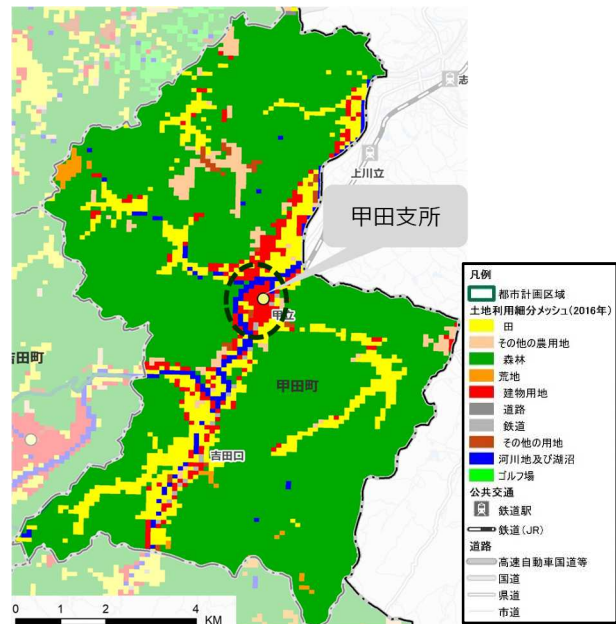 志
上川立
甲田支所
甲立
吉田町
甲田町
吉田口
0 1 2 4
KM
凡例
都市計画区域
土地利用細分メッシュ(2016年)
田
その他の農用地
森林
荒地
建物用地
道路
鉄道
その他の用地
河川地及び湖沼
ゴルフ場
公共交通
鉄道駅
鉄道(JR)
道路
高速自動車国道等
国道
県道
市道